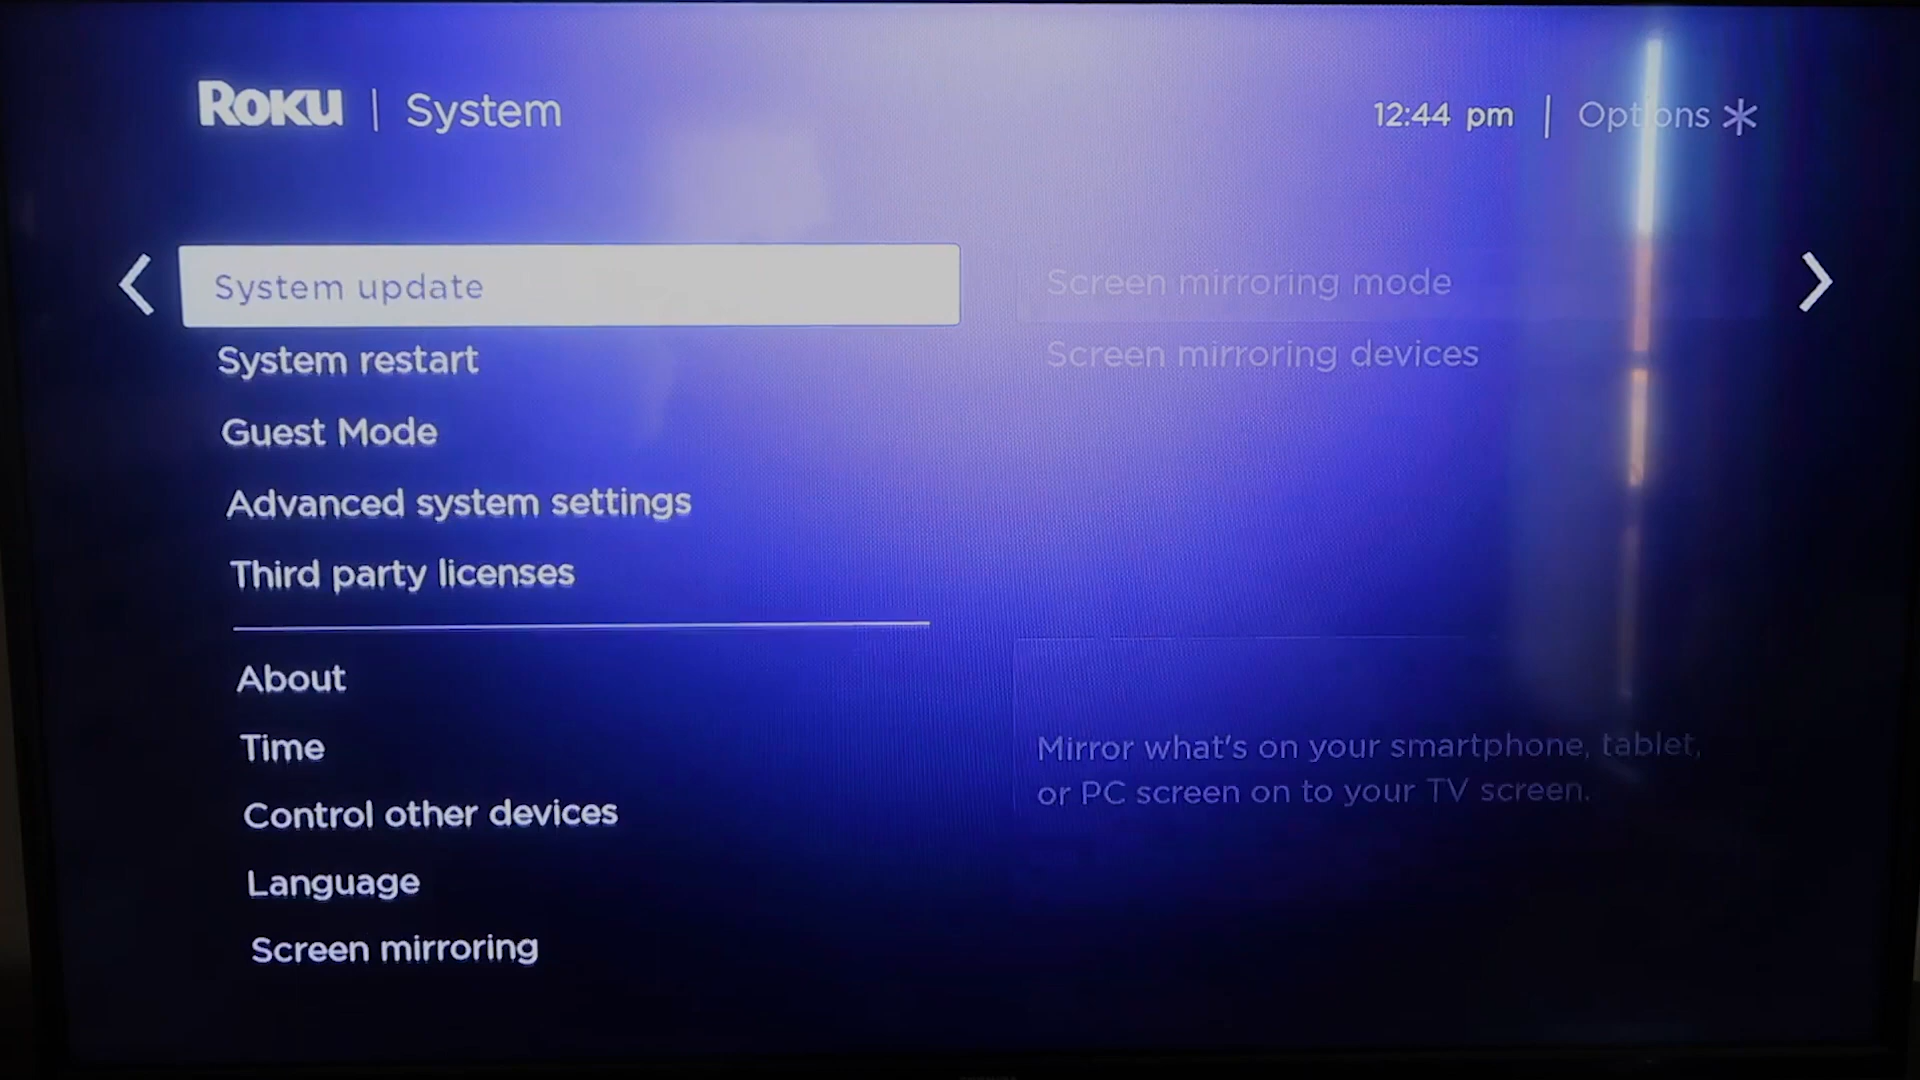 Roku | System
12:44 pm | Options
System update
System restart
Guest Mode
Advanced system settings
Third party licenses
About
Time
Control other devices
Language
Screen mirroring
Screen mirroring mode
Screen mirroring devices
Mirror what's on your smartphone, tablet,
or PC screen on to your TV screen.